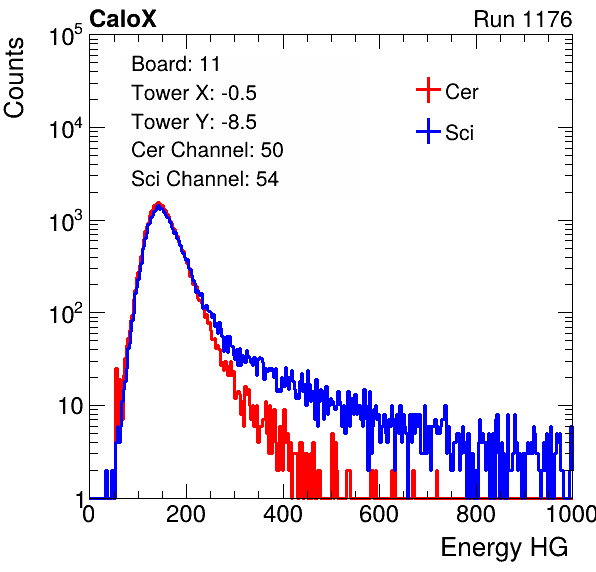 CaloX Run 1176
Counts
10^5
10^4
10^3
10^2
10
1
Board: 11
Tower X: -0.5
Tower Y: -8.5
Cer Channel: 50
Sci Channel: 54
Cer
Sci
0 200 400 600 800 1000
Energy HG